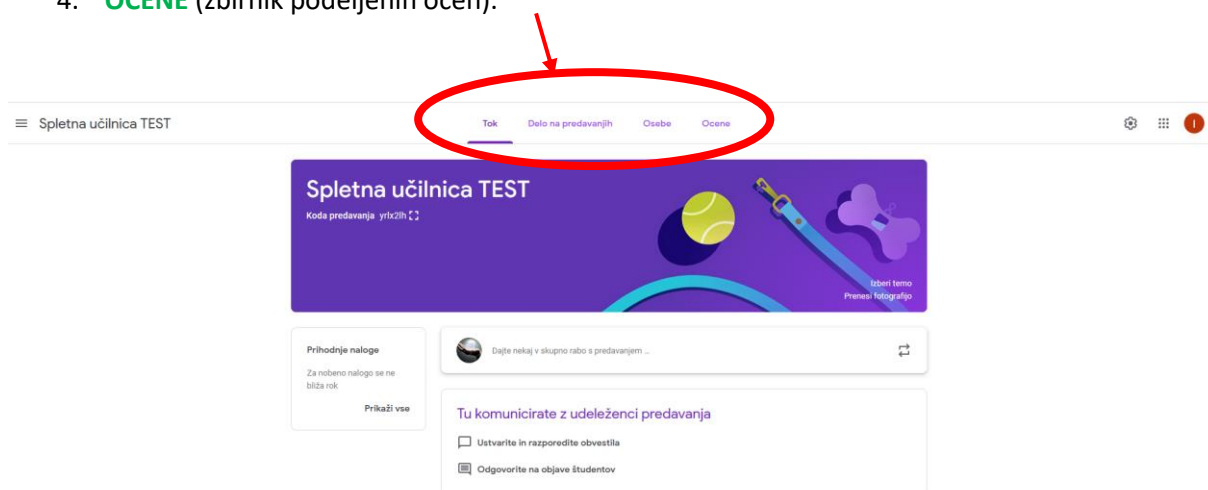 4. OCENE (zbirnik podeljenih ocen).
Spletna učilnica TEST
Tok Delo na predavanjih Osebe Ocene
I
Spletna učilnica TEST
Koda predavanja yrlx2lh
Izberi temo
Prenesi fotografijo
Prihodnje naloge
Za nobeno nalogo se ne
bliža rok
Prikaži vse
Dajte nekaj v skupno rabo s predavanjem ...
Tu komunicirate z udeleženci predavanja
Ustvarite in razporedite obvestila
Odgovorite na objave študentov